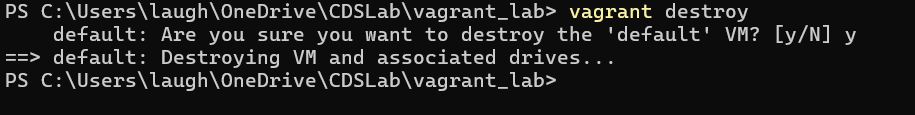 PS C:\Users\laugh\OneDrive\CDSLab\vagrant_lab> vagrant destroy
    default: Are you sure you want to destroy the 'default' VM? [y/N] y
==> default: Destroying VM and associated drives...
PS C:\Users\laugh\OneDrive\CDSLab\vagrant_lab>